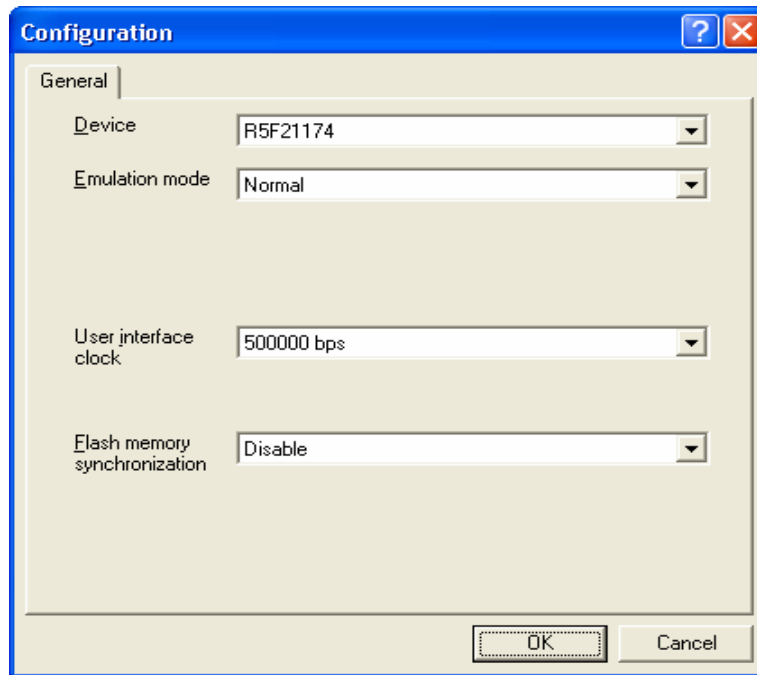 Configuration
General
Device
R5F21174
Emulation mode
Normal
User interface
clock
500000 bps
Flash memory
synchronization
Disable
OK
Cancel